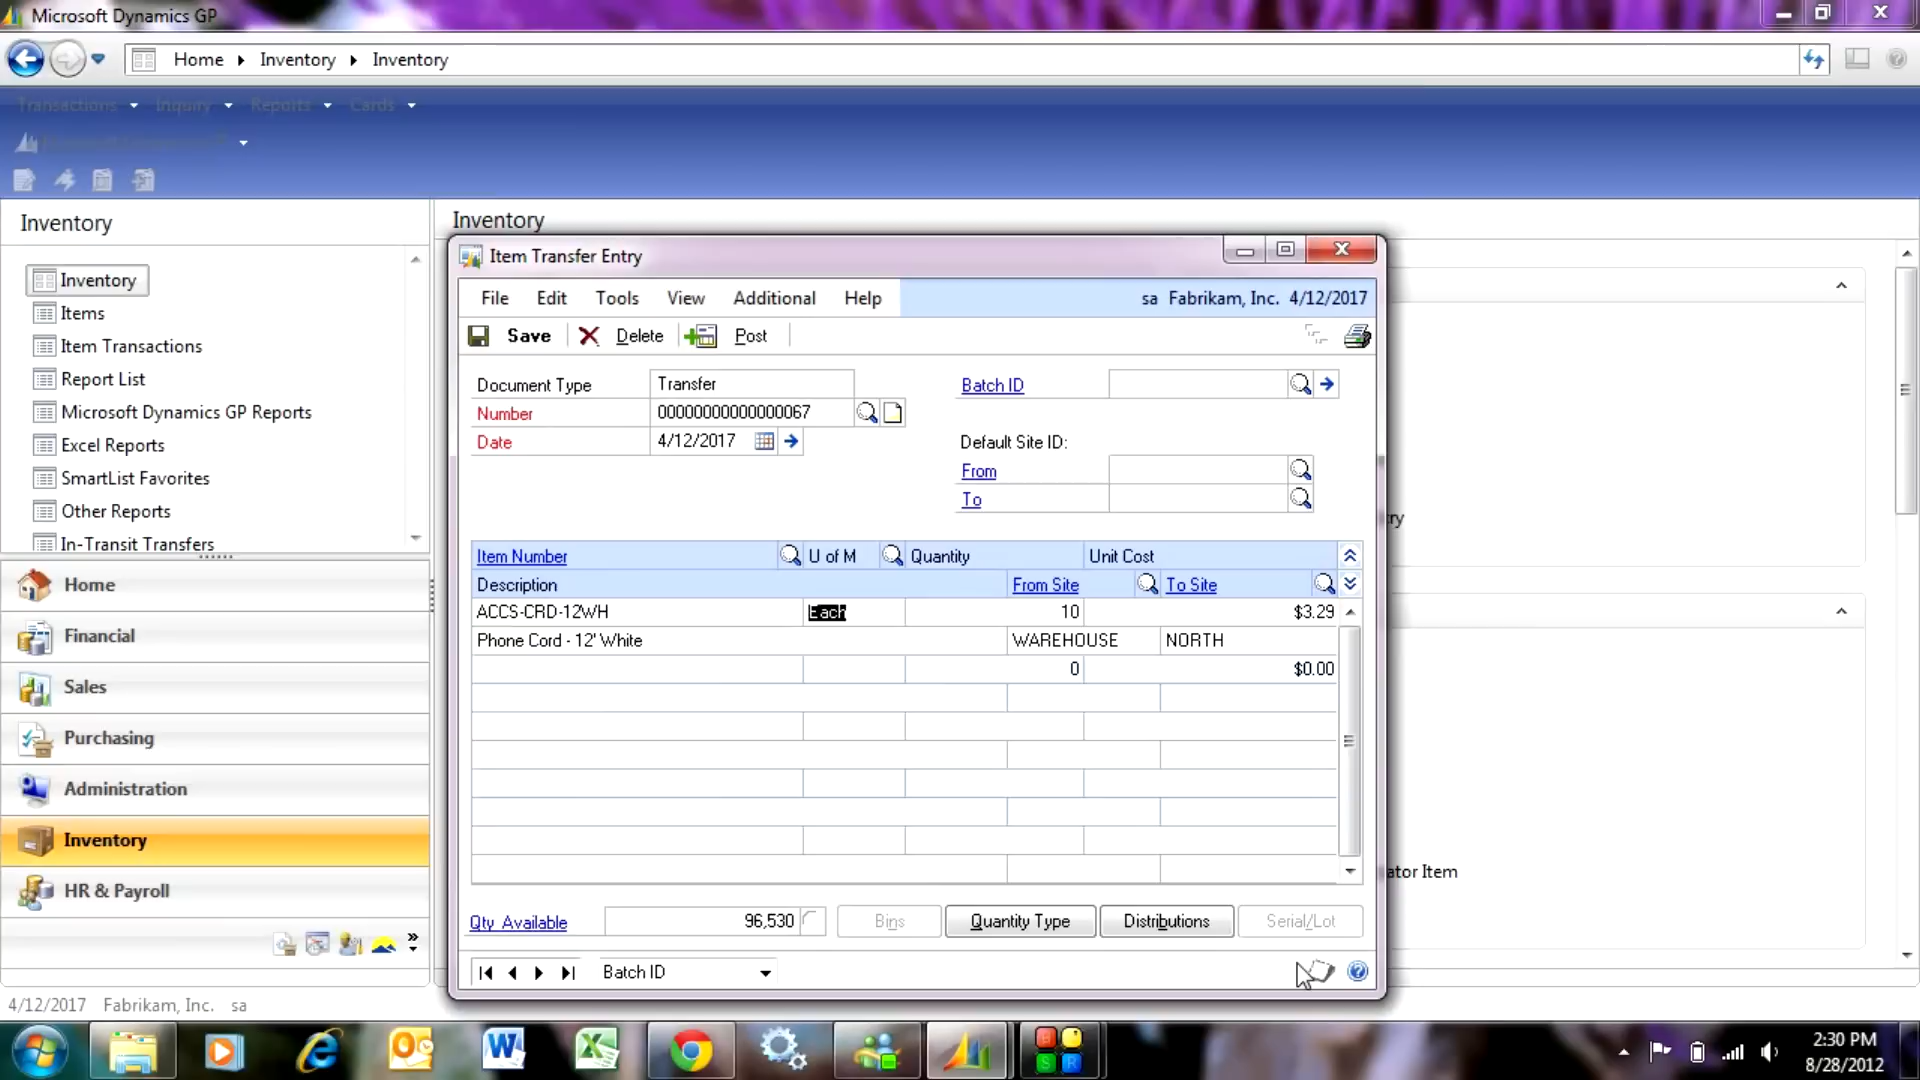 Microsoft Dynamics GP
Home Inventory Inventory
Transactions Inquiry Reports Cards
Inventory
Inventory
Items
Item Transactions
Report List
Microsoft Dynamics GP Reports
Excel Reports
SmartList Favorites
Other Reports
In-Transit Transfers
Home
Financial
Sales
Purchasing
Administration
Inventory
HR & Payroll
4/12/2017 Fabrikam, Inc. sa
Inventory
Item Transfer Entry
File Edit Tools View Additional Help
sa Fabrikam, Inc. 4/12/2017
Save Delete Post
Document Type Transfer Batch ID
Number 00000000000000067
Date 4/12/2017 Default Site ID:
From
To
Item Number U of M Quantity Unit Cost
Description From Site To Site
ACCS-CRD-12WH Each 10 $3.29
Phone Cord - 12' White WAREHOUSE NORTH
0 $0.00
Qty Available 96,530 Bins Quantity Type Distributions Serial/Lot
Batch ID
ry
ator Item
2:30 PM
8/28/2012